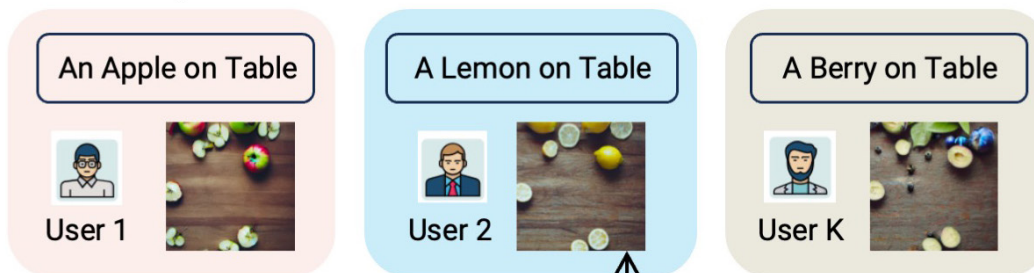 An Apple on Table
A Lemon on Table
A Berry on Table
User 1
User 2
User K